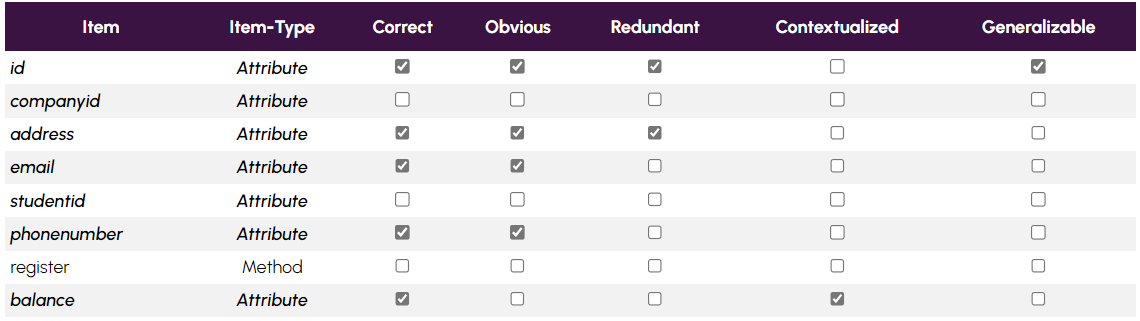 Item Item-Type Correct Obvious Redundant Contextualized Generalizable
id Attribute
companyid Attribute
address Attribute
email Attribute
studentid Attribute
phonenumber Attribute
register Method
balance Attribute